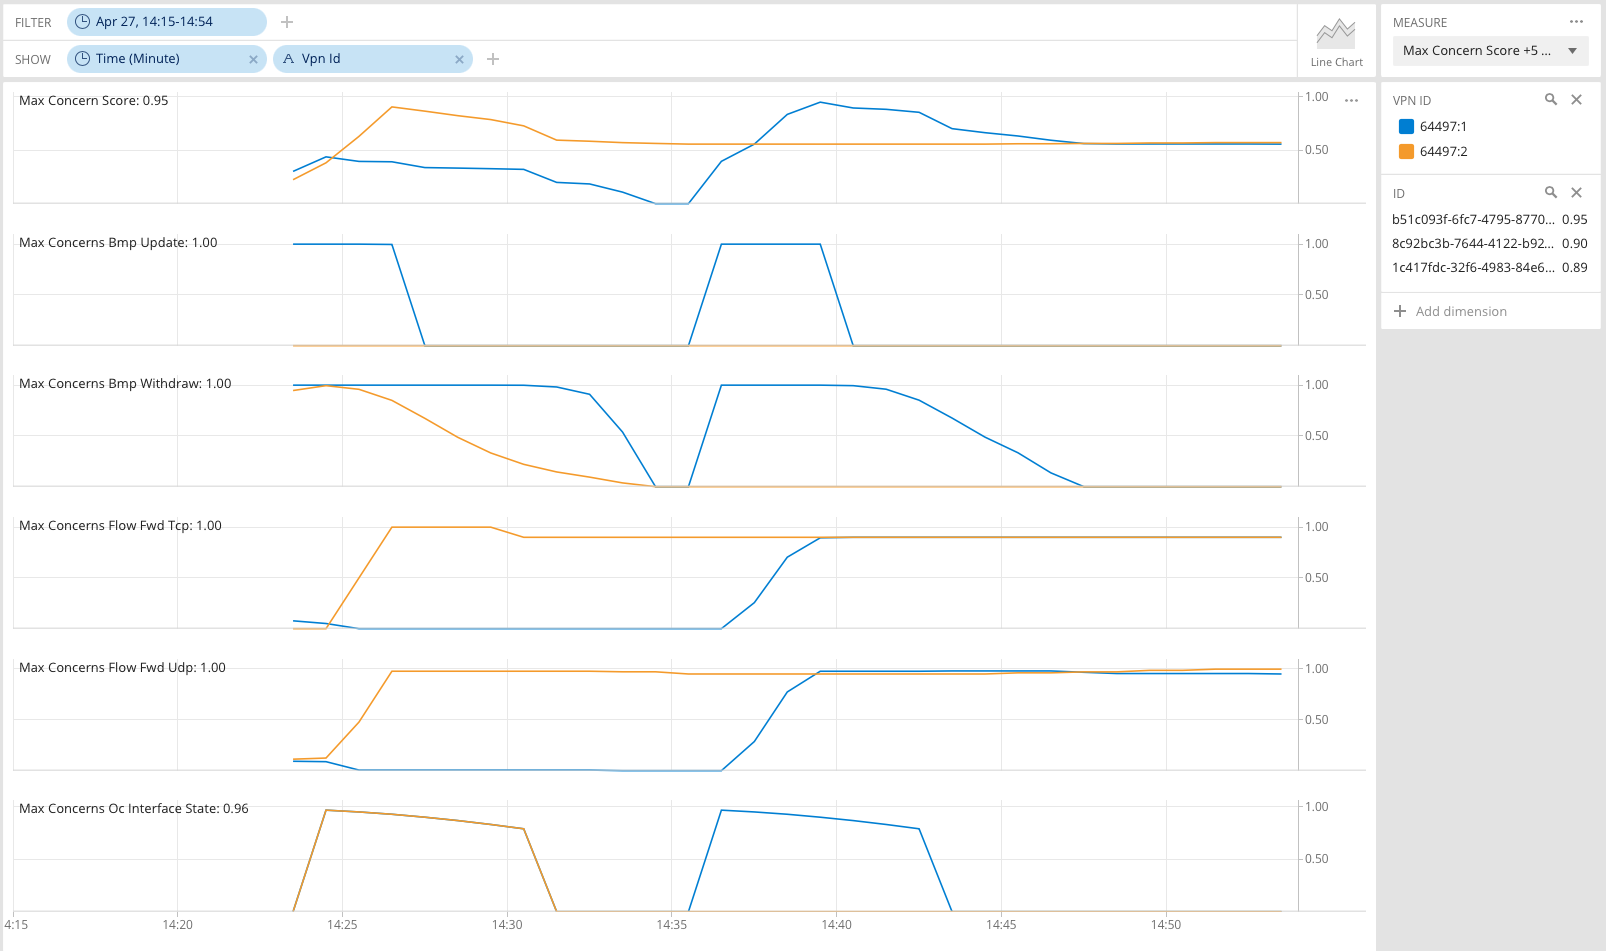 FILTER
Apr 27, 14:15-14:54
SHOW
Time (Minute)
A Vpn Id
Line Chart
MEASURE
Max Concern Score +5 ...
Max Concern Score: 0.95
1.00
0.50
Max Concerns Bmp Update: 1.00
1.00
0.50
Max Concerns Bmp Withdraw: 1.00
1.00
0.50
Max Concerns Flow Fwd Tcp: 1.00
1.00
0.50
Max Concerns Flow Fwd Udp: 1.00
1.00
0.50
Max Concerns Oc Interface State: 0.96
1.00
0.50
4:15 14:20 14:25 14:30 14:35 14:40 14:45 14:50
VPN ID
64497:1
64497:2
ID
b51c093f-6fc7-4795-8770... 0.95
8c92bc3b-7644-4122-b92... 0.90
1c417fdc-32f6-4983-84e6... 0.89
Add dimension